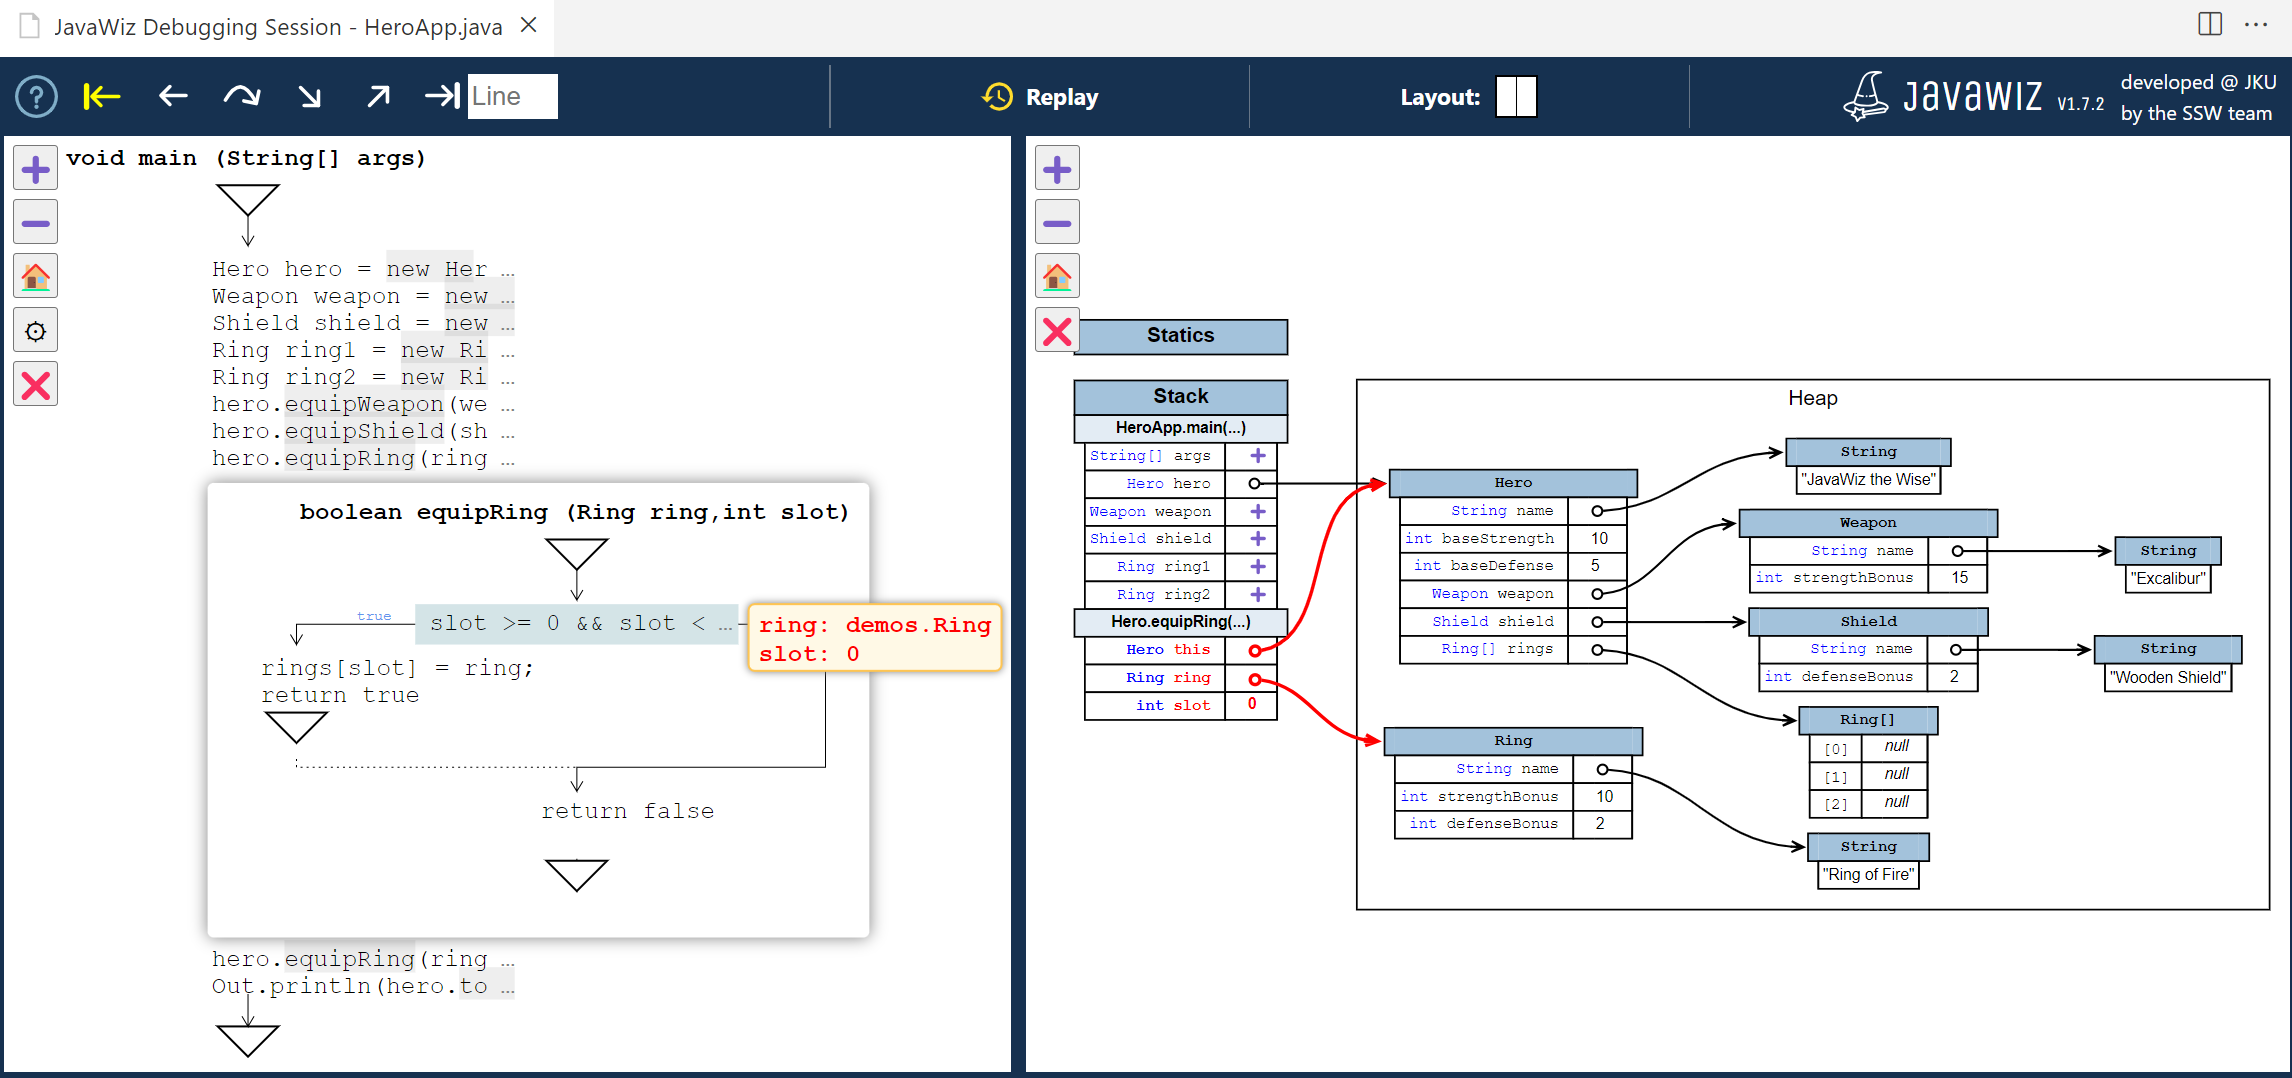 JavaWiz Debugging Session - HeroApp.java
Line
Replay
Layout:
JavaWiz V1.7.2
developed @ JKU
by the SSW team
void main (String[] args)
Hero hero = new Her ...
Weapon weapon = new ...
Shield shield = new ...
Ring ring1 = new Ri ...
Ring ring2 = new Ri ...
hero.equipWeapon(we ...
hero.equipShield(sh ...
hero.equipRing(ring ...
boolean equipRing (Ring ring,int slot)
true
slot >= 0 && slot < ...
ring: demos.Ring
slot: 0
rings[slot] = ring;
return true
return false
hero.equipRing(ring ...
Out.println(hero.to ...
Statics
Stack
HeroApp.main(...)
String[] args
Hero hero
Weapon weapon
Shield shield
Ring ring1
Ring ring2
Hero.equipRing(...)
Hero this
Ring ring
int slot 0
Heap
Hero
String name
int baseStrength 10
int baseDefense 5
Weapon weapon
Shield shield
Ring[] rings
Ring
String name
int strengthBonus 10
int defenseBonus 2
String
"JavaWiz the Wise"
Weapon
String name
int strengthBonus 15
String
"Excalibur"
Shield
String name
int defenseBonus 2
String
"Wooden Shield"
Ring[]
[0] null
[1] null
[2] null
String
"Ring of Fire"